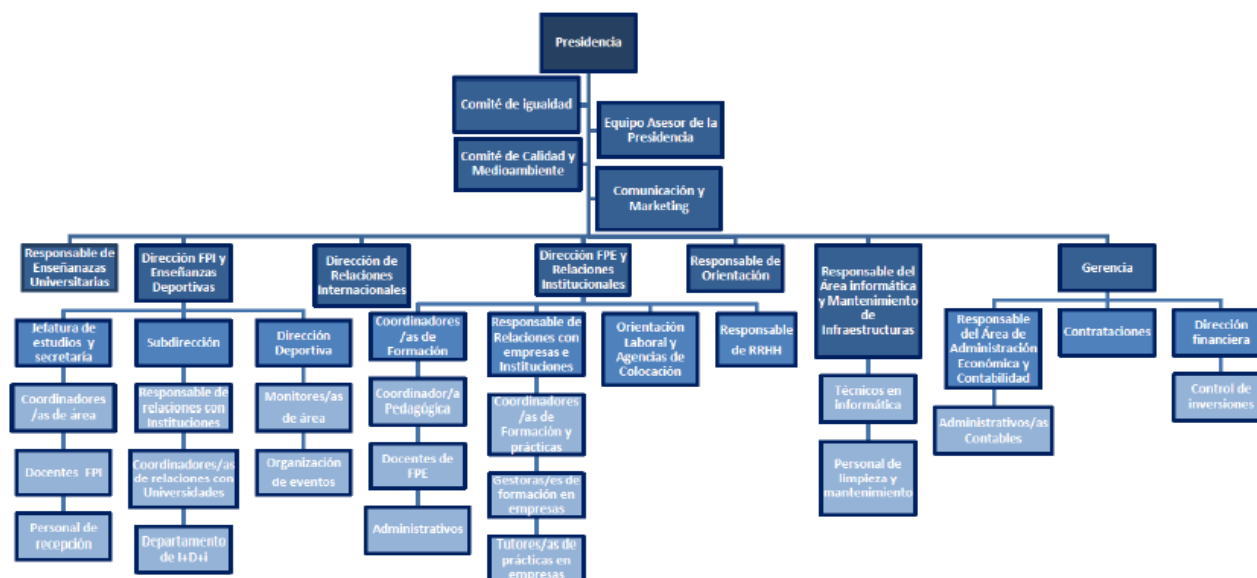 Presidencia
Comité de igualdad
Equipo Asesor de la
Presidencia
Comité de Calidad y
Medioambiente
Comunicación y
Marketing
Responsable de
Enseñanazas
Universitarias
Dirección FPI y
Enseñanzas
Deportivas
Dirección de
Relaciones
Internacionales
Dirección FPE y
Relaciones
Institucionales
Responsable
de Orientación
Responsable del
Área informática
y Mantenimiento
de
Infraestructuras
Gerencia
Jefatura de
estudios y
secretaría
Subdirección
Dirección
Deportiva
Coordinadores
/as de
Formación
Responsable de
Relaciones con
empresas e
Instituciones
Orientación
Laboral y
Agencias de
Colocación
Responsable
de RRHH
Responsable
del Área de
Administración
Económica y
Contabilidad
Contrataciones
Dirección
financiera
Coordinadores
/as de área
Responsable de
relaciones con
Instituciones
Monitores/as
de área
Coordinador/a
Pedagógica
Coordinadores
/as de
Formación y
prácticas
Técnicos en
informática
Administrativos/as
Contables
Control de
inversiones
Docentes FPI
Coordinadores/as
de relaciones con
Universidades
Organización
de eventos
Docentes de
FPE
Gestoras/es de
formación en
empresas
Personal de
limpieza y
mantenimiento
Personal de
recepción
Departamento
de I+D+i
Administrativos
Tutores/as de
prácticas en
empresas